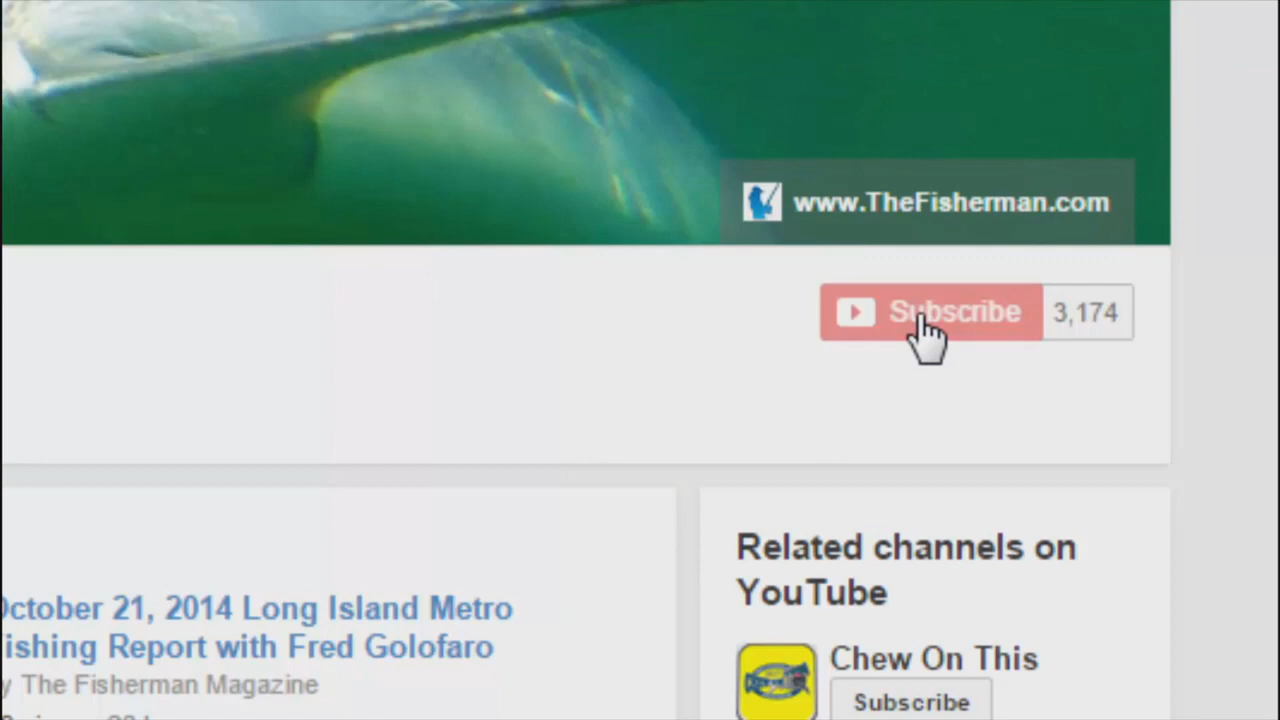 www.TheFisherman.com
Subscribe 3,174
Related channels on
YouTube
October 21, 2014 Long Island Metro
ishing Report with Fred Golofaro
y The Fisherman Magazine
Chew On This
Subscribe